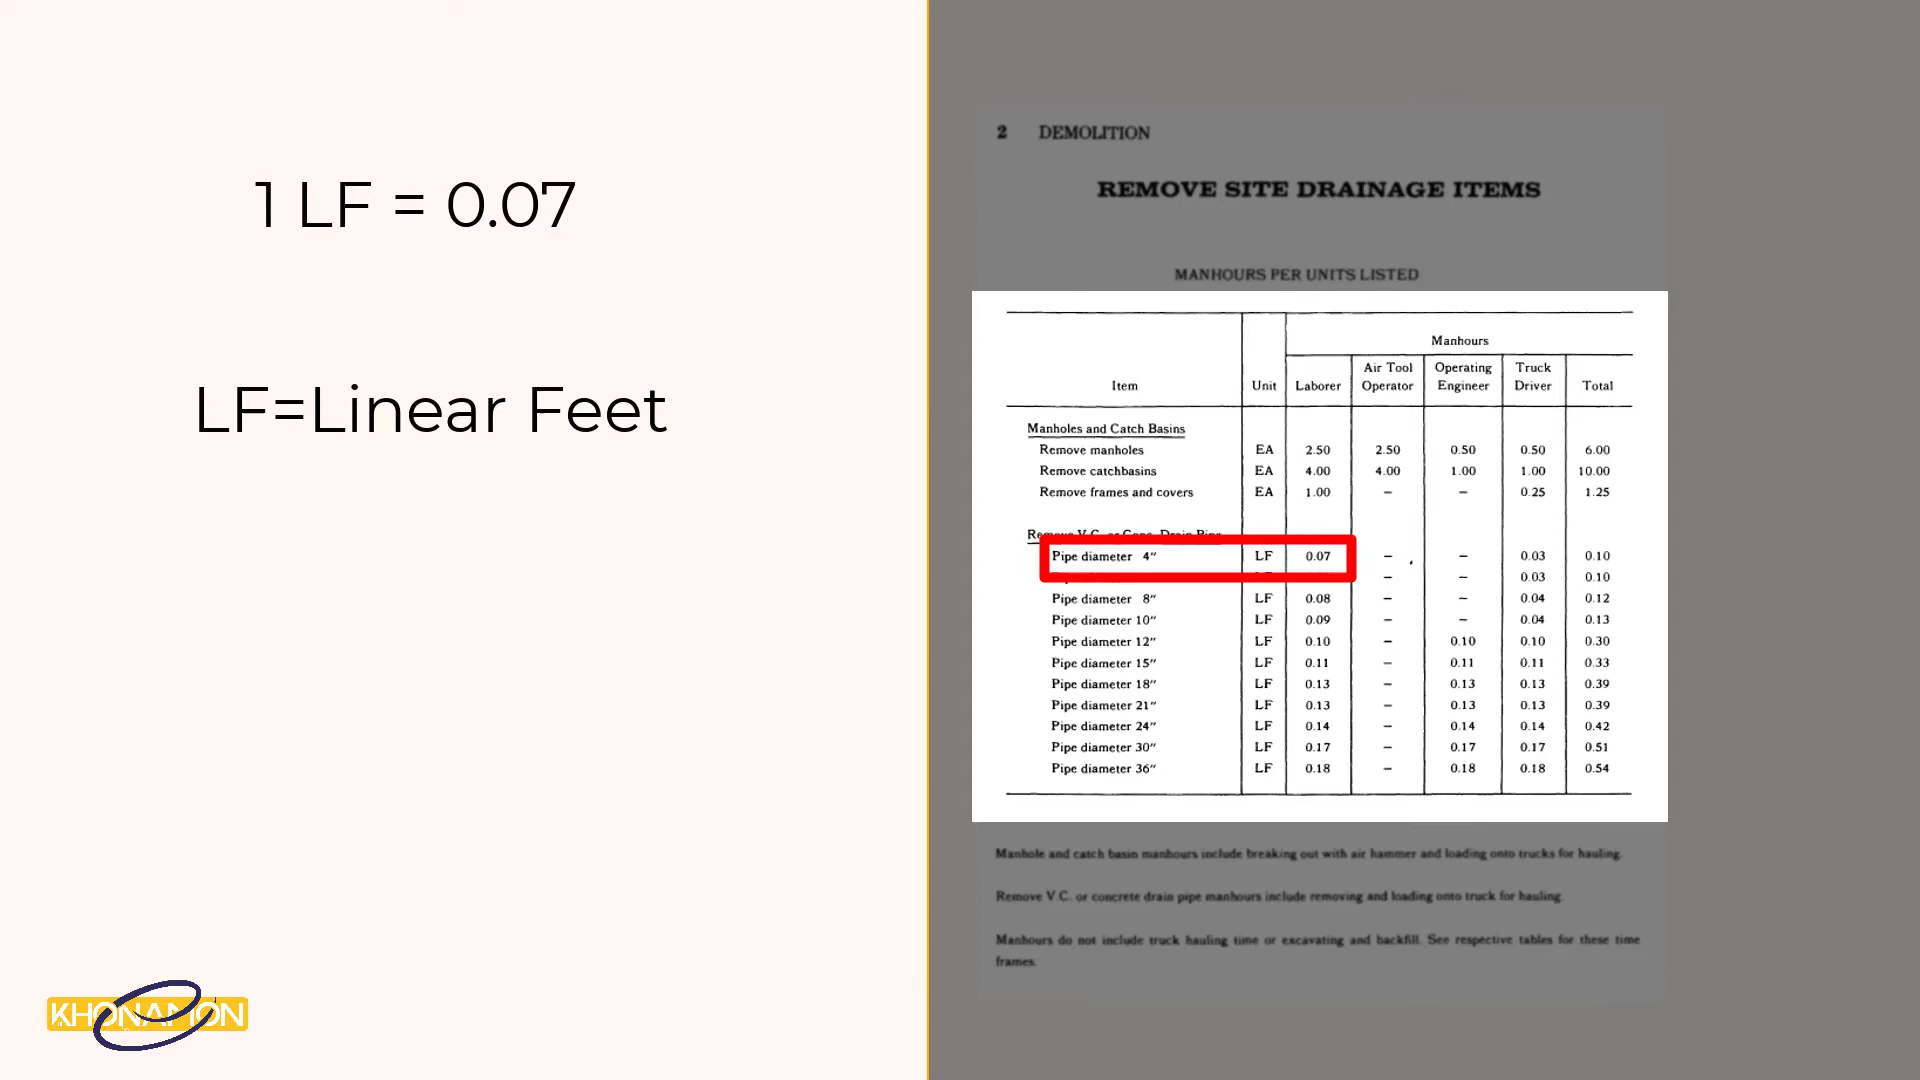 1 LF = 0.07
LF=Linear Feet
KHONAMON
2 DEMOLITION
REMOVE SITE DRAINAGE ITEMS
MANHOURS PER UNITS LISTED
Manhours
Item Unit Laborer Air Tool Operator Operating Engineer Truck Driver Total
Manholes and Catch Basins
Remove manholes EA 2.50 2.50 0.50 0.50 6.00
Remove catchbasins EA 4.00 4.00 1.00 1.00 10.00
Remove frames and covers EA 1.00 – – 0.25 1.25
Remove V.C. or Conc. Drain Pipe
Pipe diameter 4" LF 0.07 – – 0.03 0.10
– – 0.03 0.10
Pipe diameter 8" LF 0.08 – – 0.04 0.12
Pipe diameter 10" LF 0.09 – – 0.04 0.13
Pipe diameter 12" LF 0.10 – 0.10 0.10 0.30
Pipe diameter 15" LF 0.11 – 0.11 0.11 0.33
Pipe diameter 18" LF 0.13 – 0.13 0.13 0.39
Pipe diameter 21" LF 0.13 – 0.13 0.13 0.39
Pipe diameter 24" LF 0.14 – 0.14 0.14 0.42
Pipe diameter 30" LF 0.17 – 0.17 0.17 0.51
Pipe diameter 36" LF 0.18 – 0.18 0.18 0.54
Manhole and catch basin manhours include breaking out with air hammer and loading onto trucks for hauling.
Remove V.C. or concrete drain pipe manhours include removing and loading onto truck for hauling.
Manhours do not include truck hauling time or excavating and backfill. See respective tables for these time
frames.